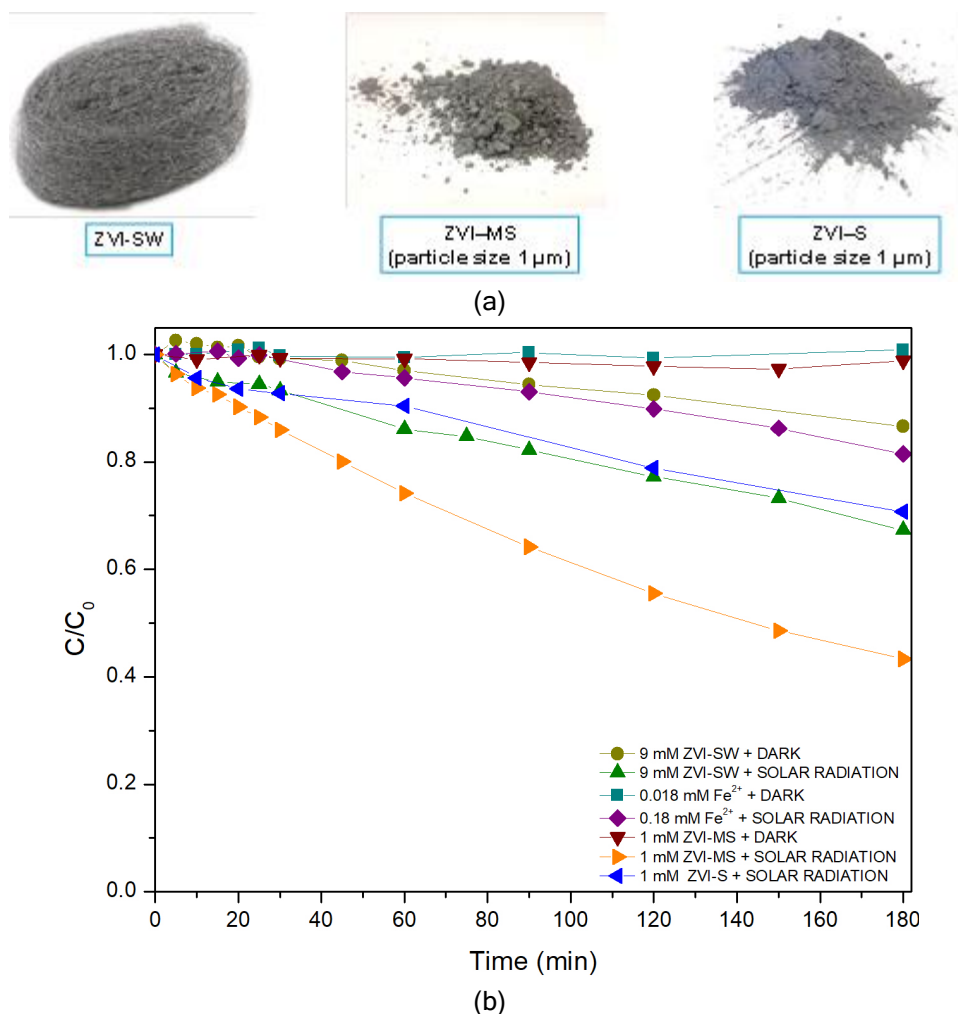 ZVI-SW
ZVI–MS
(particle size 1 µm)
ZVI–S
(particle size 1 µm)
(a)
1.0
0.8
0.6
0.4
0.2
0.0
C/C₀
9 mM ZVI-SW + DARK
9 mM ZVI-SW + SOLAR RADIATION
0.018 mM Fe²⁺ + DARK
0.18 mM Fe²⁺ + SOLAR RADIATION
1 mM ZVI-MS + DARK
1 mM ZVI-MS + SOLAR RADIATION
1 mM ZVI-S + SOLAR RADIATION
0 20 40 60 80 100 120 140 160 180
Time (min)
(b)